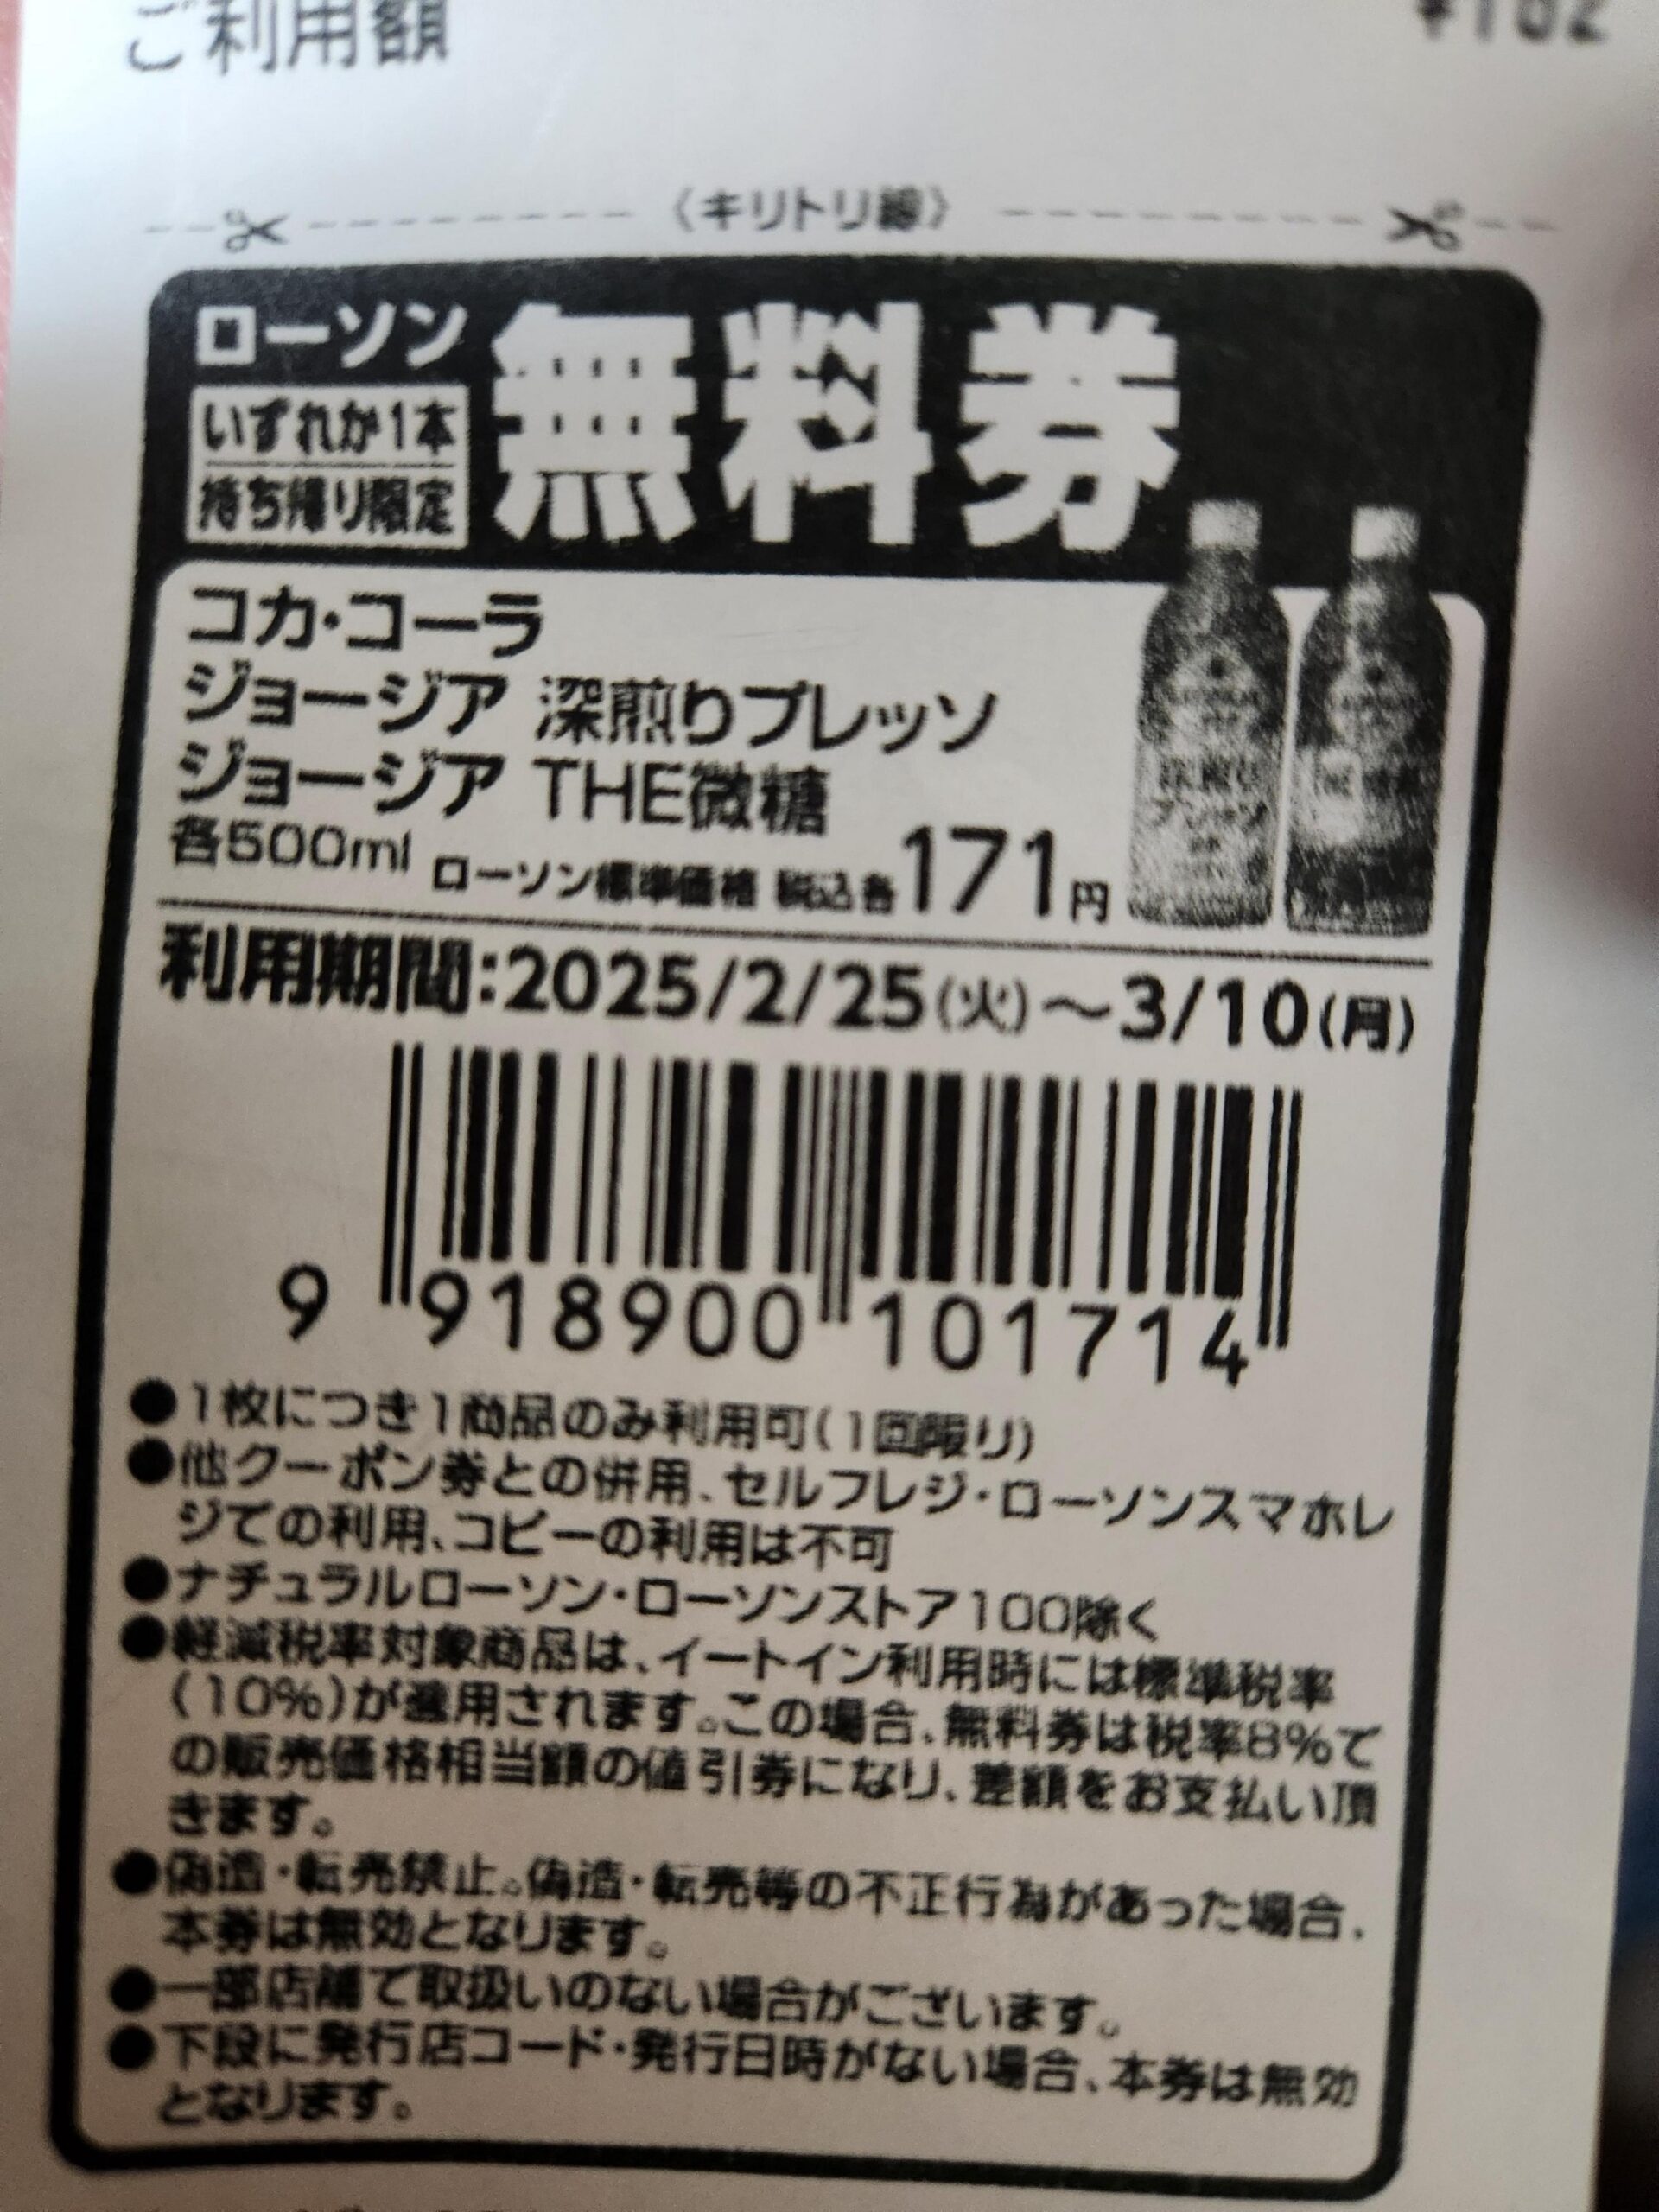 ご利用額 ¥162
〈キリトリ線〉
ローソン
いずれか1本
持ち帰り限定
無料券
コカ・コーラ
ジョージア 深煎りプレッソ
ジョージア THE微糖
各500ml ローソン標準価格 税込各171円
利用期間:2025/2/25(火)〜3/10(月)
9 918900 101714
●1枚につき1商品のみ利用可(1回限り)
●他クーポン券との併用、セルフレジ・ローソンスマホレ
ジでの利用、コピーの利用は不可
●ナチュラルローソン・ローソンストア100除く
●軽減税率対象商品は、イートイン利用時には標準税率
(10%)が適用されます。この場合、無料券は税率8%で
の販売価格相当額の値引券になり、差額をお支払い頂
きます。
●偽造・転売禁止。偽造・転売等の不正行為があった場合、
本券は無効となります。
●一部店舗で取扱いのない場合がございます。
●下段に発行店コード・発行日時がない場合、本券は無効
となります。